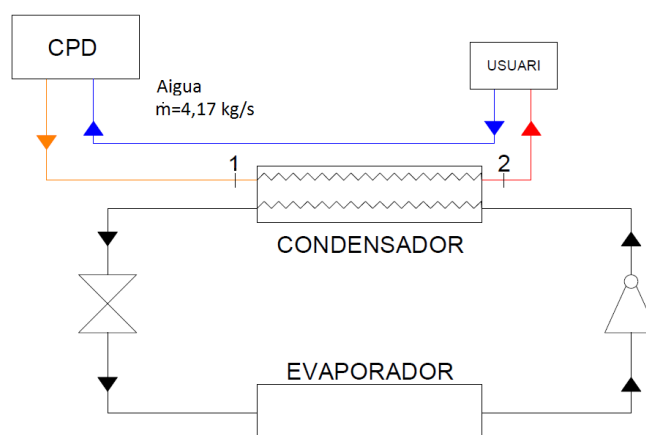 CPD
USUARI
Aigua
ṁ=4,17 kg/s
1
2
CONDENSADOR
EVAPORADOR